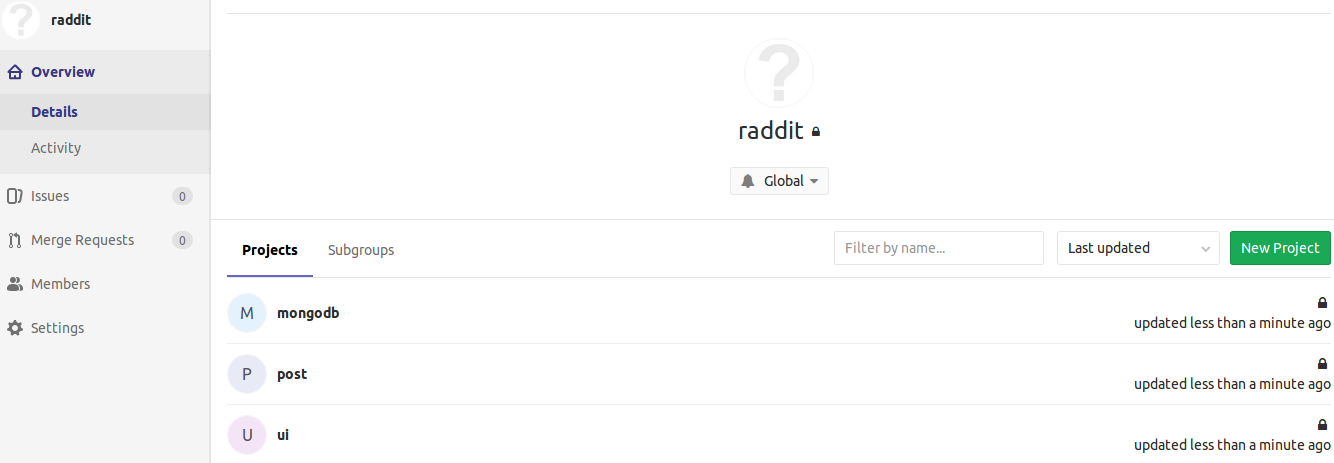 raddit
Overview
Details
Activity
Issues 0
Merge Requests 0
Members
Settings
raddit
Global
Projects Subgroups Filter by name... Last updated New Project
M mongodb
updated less than a minute ago
P post
updated less than a minute ago
U ui
updated less than a minute ago